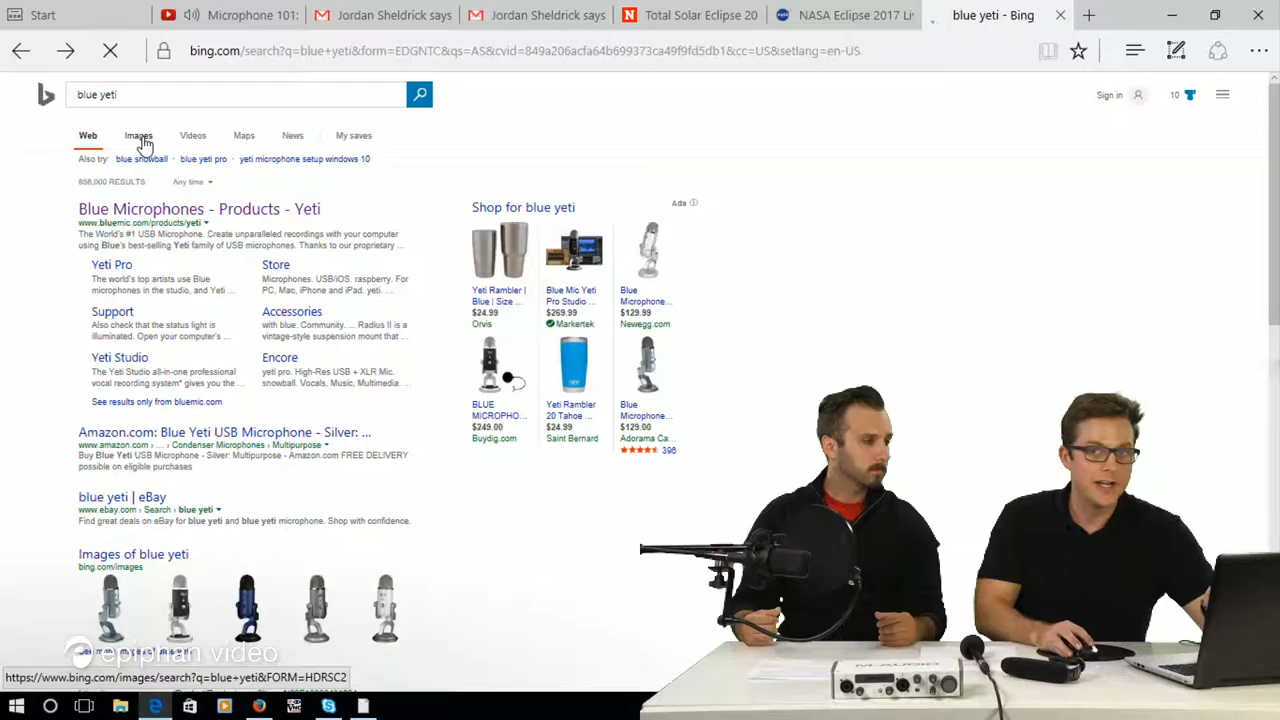 Start
Microphone 101:
Jordan Sheldrick says
Jordan Sheldrick says
Total Solar Eclipse 20
NASA Eclipse 2017 Li
blue yeti - Bing
bing.com/search?q=blue+yeti&form=EDGNTC&qs=AS&cvid=849a206acfa64b699373ca49f9fd5db1&cc=US&setlang=en-US
blue yeti
Sign in
10
Web
Images
Videos
Maps
News
My saves
Also try: blue snowball · blue yeti pro · yeti microphone setup windows 10
858,000 RESULTS
Any time
Blue Microphones - Products - Yeti
www.bluemic.com/products/yeti
The World's #1 USB Microphone. Create unparalleled recordings with your computer
using Blue's best-selling Yeti family of USB microphones. Thanks to our proprietary ...
Yeti Pro
The world's top artists use Blue
microphones in the studio, and Yeti ...
Store
Microphones. USB/iOS. raspberry. For
PC, Mac, iPhone and iPad. yeti. ...
Support
Also check that the status light is
illuminated. Open your computer's ...
Accessories
with blue. Community. ... Radius II is a
vintage-style suspension mount that ...
Yeti Studio
The Yeti Studio all-in-one professional
vocal recording system* gives you the ...
Encore
yeti pro. High-Res USB + XLR Mic.
snowball. Vocals, Music, Multimedia. ...
See results only from bluemic.com
Amazon.com: Blue Yeti USB Microphone - Silver: ...
www.amazon.com › ... › Condenser Microphones › Multipurpose
Buy Blue Yeti USB Microphone - Silver: Multipurpose - Amazon.com FREE DELIVERY
possible on eligible purchases
blue yeti | eBay
www.ebay.com › Search › blue yeti
Find great deals on eBay for blue yeti and blue yeti microphone. Shop with confidence.
Images of blue yeti
bing.com/images
Shop for blue yeti
Ads
Yeti Rambler |
Blue | Size ...
$24.99
Orvis
Blue Mic Yeti
Pro Studio ...
$269.99
Markertek
Blue
Microphone...
$129.99
Newegg.com
BLUE
MICROPHO...
$249.00
Buydig.com
Yeti Rambler
20 Tahoe ...
$24.99
Saint Bernard
Blue
Microphone...
$129.00
Adorama Ca...
396
epiphan video
https://www.bing.com/images/search?q=blue+yeti&FORM=HDRSC2
M-AUDIO